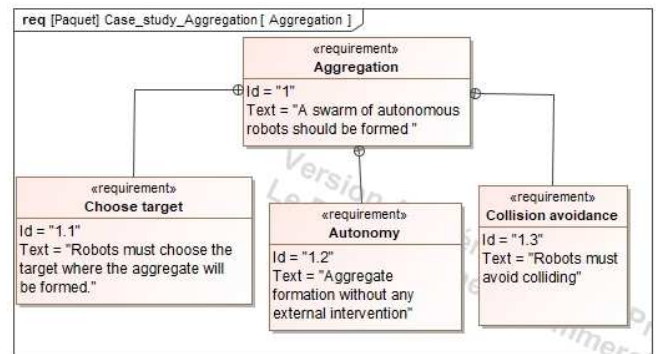 req [Paquet] Case_study_Aggregation [ Aggregation ]
«requirement»
Aggregation
Id = "1"
Text = "A swarm of autonomous
robots should be formed "
«requirement»
Choose target
Id = "1.1"
Text = "Robots must choose the
target where the aggregate will
be formed."
«requirement»
Autonomy
Id = "1.2"
Text = "Aggregate
formation without any
external intervention"
«requirement»
Collision avoidance
Id = "1.3"
Text = "Robots must
avoid colliding"
Version
Le